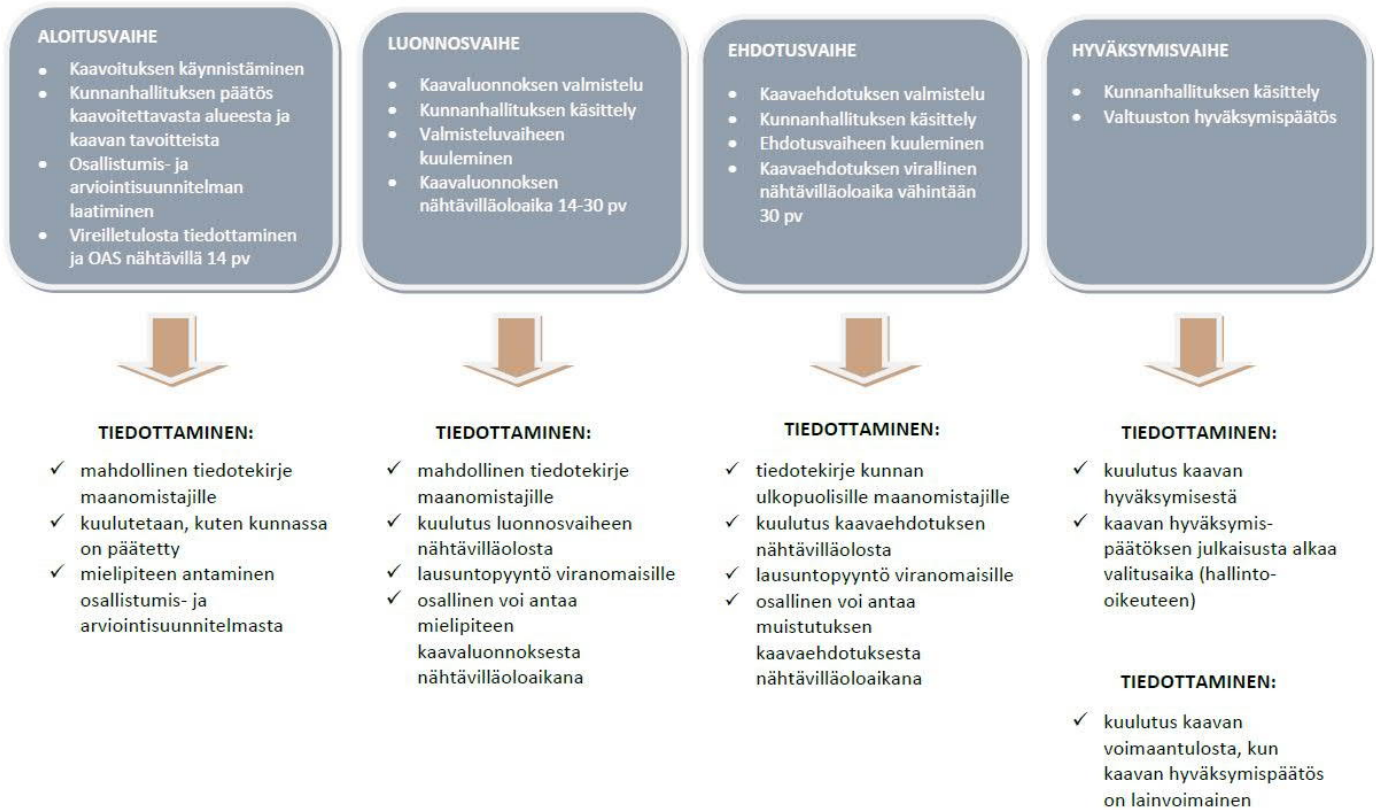 ALOITUSVAIHE
• Kaavoituksen käynnistäminen
• Kunnanhallituksen päätös
kaavoitettavasta alueesta ja
kaavan tavoitteista
• Osallistumis- ja
arviointisuunnitelman
laatiminen
• Vireilletulosta tiedottaminen
ja OAS nähtävillä 14 pv
LUONNOSVAIHE
• Kaavaluonnoksen valmistelu
• Kunnanhallituksen käsittely
• Valmisteluvaiheen
kuuleminen
• Kaavaluonnoksen
nähtävilläoloaika 14-30 pv
EHDOTUSVAIHE
• Kaavaehdotuksen valmistelu
• Kunnanhallituksen käsittely
• Ehdotusvaiheen kuuleminen
• Kaavaehdotuksen virallinen
nähtävilläoloaika vähintään
30 pv
HYVÄKSYMISVAIHE
• Kunnanhallituksen käsittely
• Valtuuston hyväksymispäätös
TIEDOTTAMINEN:
✓ mahdollinen tiedotekirje
maanomistajille
✓ kuulutetaan, kuten kunnassa
on päätetty
✓ mielipiteen antaminen
osallistumis- ja
arviointisuunnitelmasta
TIEDOTTAMINEN:
✓ mahdollinen tiedotekirje
maanomistajille
✓ kuulutus luonnosvaiheen
nähtävilläolosta
✓ lausuntopyyntö viranomaisille
✓ osallinen voi antaa
mielipiteen
kaavaluonnoksesta
nähtävilläoloaikana
TIEDOTTAMINEN:
✓ tiedotekirje kunnan
ulkopuolisille maanomistajille
✓ kuulutus kaavaehdotuksen
nähtävilläolosta
✓ lausuntopyyntö viranomaisille
✓ osallinen voi antaa
muistutuksen
kaavaehdotuksesta
nähtävilläoloaikana
TIEDOTTAMINEN:
✓ kuulutus kaavan
hyväksymisestä
✓ kaavan hyväksymis-
päätöksen julkaisusta alkaa
valitusaika (hallinto-
oikeuteen)
TIEDOTTAMINEN:
✓ kuulutus kaavan
voimaantulosta, kun
kaavan hyväksymispäätös
on lainvoimainen